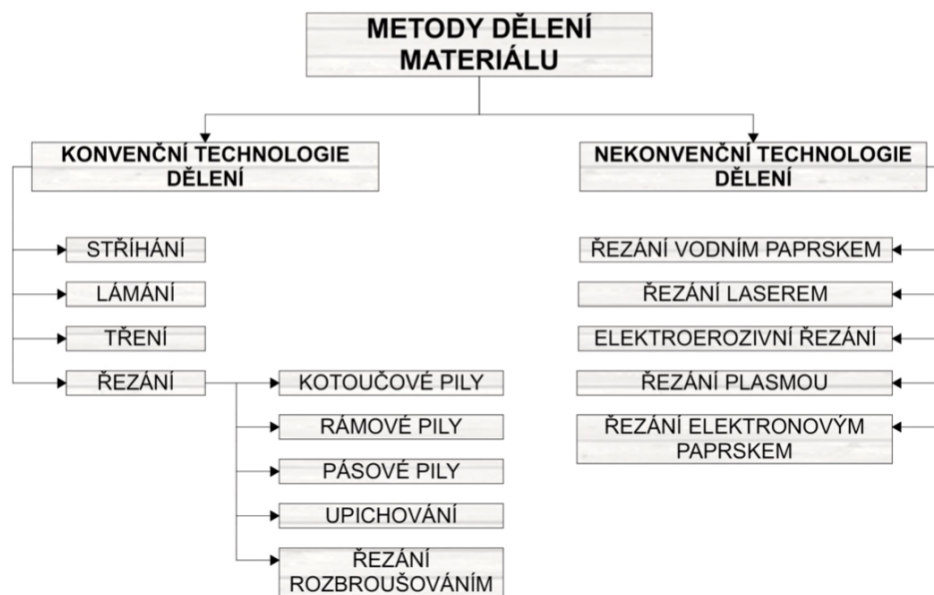 METODY DĚLENÍ
MATERIÁLU
KONVENČNÍ TECHNOLOGIE
DĚLENÍ
STŘÍHÁNÍ
LÁMÁNÍ
TŘENÍ
ŘEZÁNÍ
KOTOUČOVÉ PILY
RÁMOVÉ PILY
PÁSOVÉ PILY
UPICHOVÁNÍ
ŘEZÁNÍ
ROZBROUŠOVÁNÍM
NEKONVENČNÍ TECHNOLOGIE
DĚLENÍ
ŘEZÁNÍ VODNÍM PAPRSKEM
ŘEZÁNÍ LASEREM
ELEKTROEROZIVNÍ ŘEZÁNÍ
ŘEZÁNÍ PLASMOU
ŘEZÁNÍ ELEKTRONOVÝM
PAPRSKEM